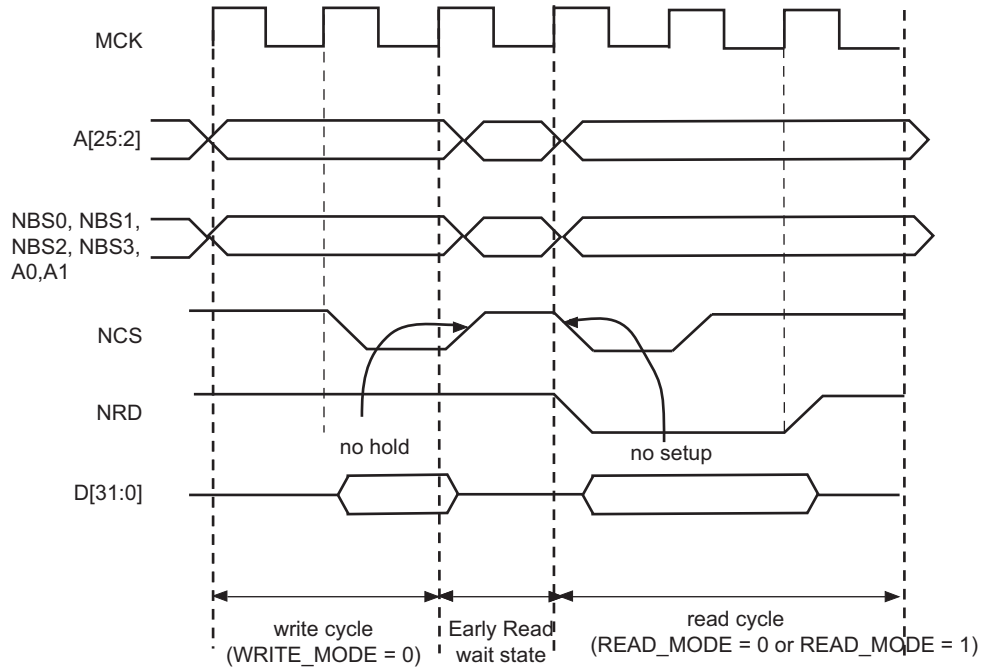 MCK
A[25:2]
NBS0, NBS1,
NBS2, NBS3,
A0,A1
NCS
NRD
no hold
no setup
D[31:0]
write cycle
(WRITE_MODE = 0)
Early Read
wait state
read cycle
(READ_MODE = 0 or READ_MODE = 1)